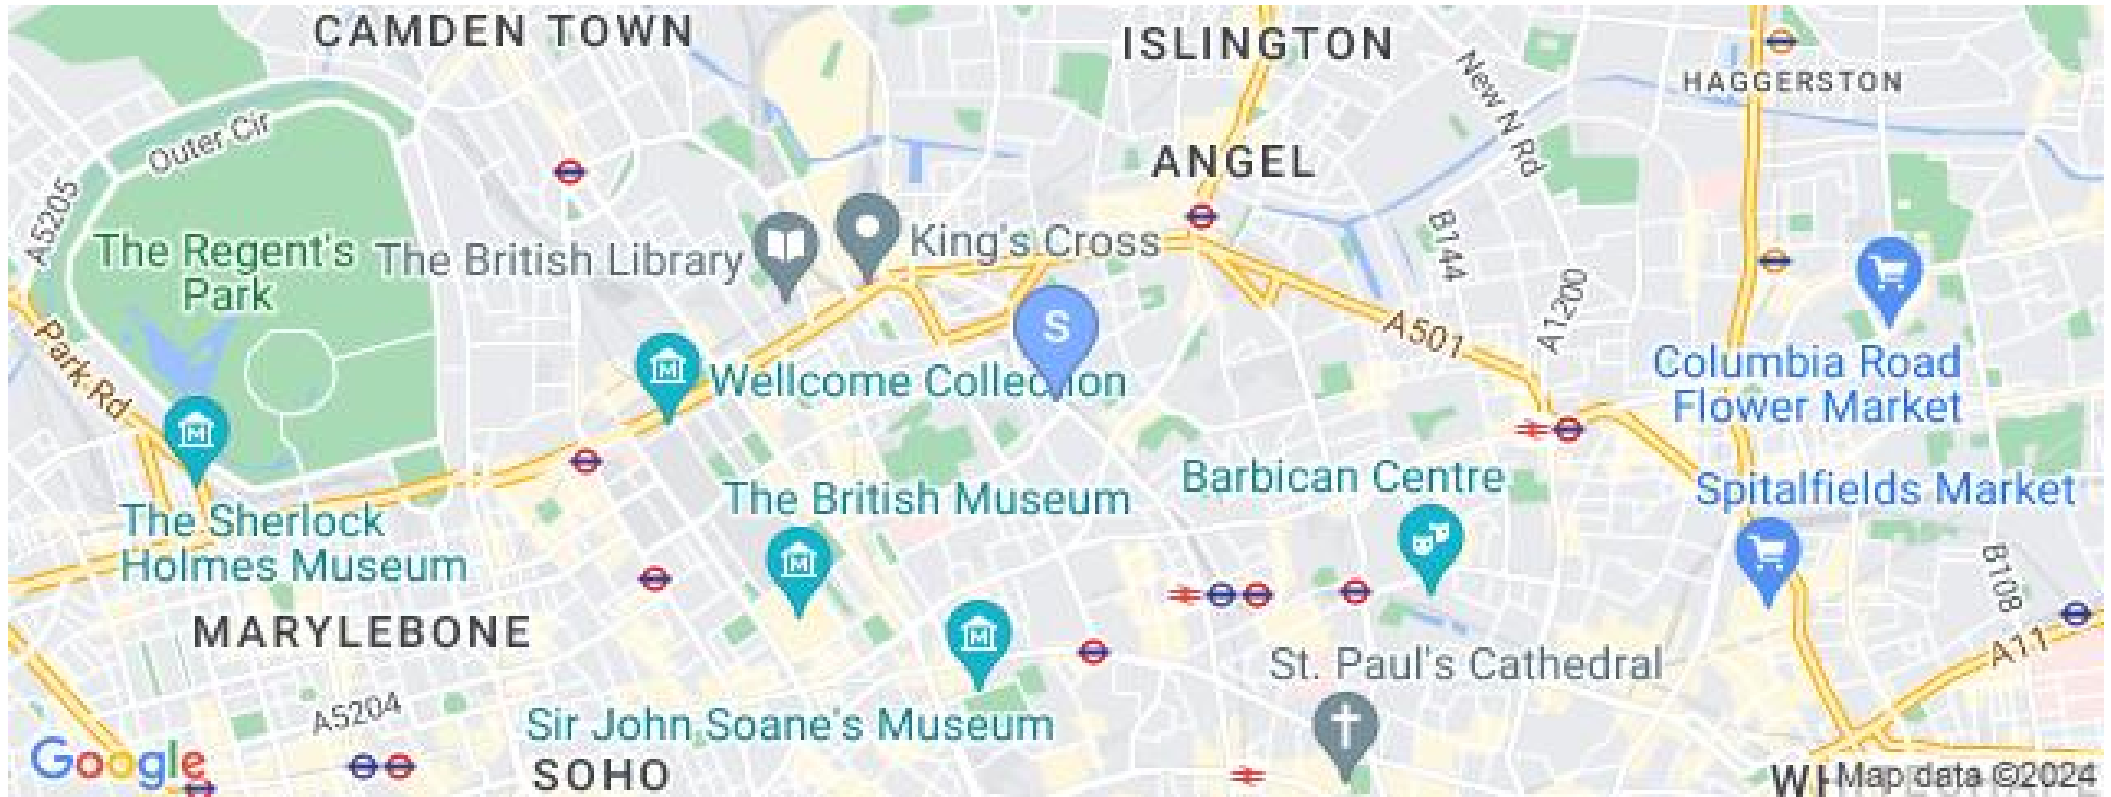 CAMDEN TOWN
ISLINGTON
HAGGERSTON
New N Rd
Outer Cir
ANGEL
A5205
The Regent's
Park
The British Library
King's Cross
B144
A1200
S
Park Rd
A501
Columbia Road
Flower Market
Wellcome Collection
Barbican Centre
Spitalfields Market
The British Museum
The Sherlock
Holmes Museum
B108
MARYLEBONE
A11
St. Paul's Cathedral
A5204
Sir John Soane's Museum
SOHO
Google
Map data ©2024